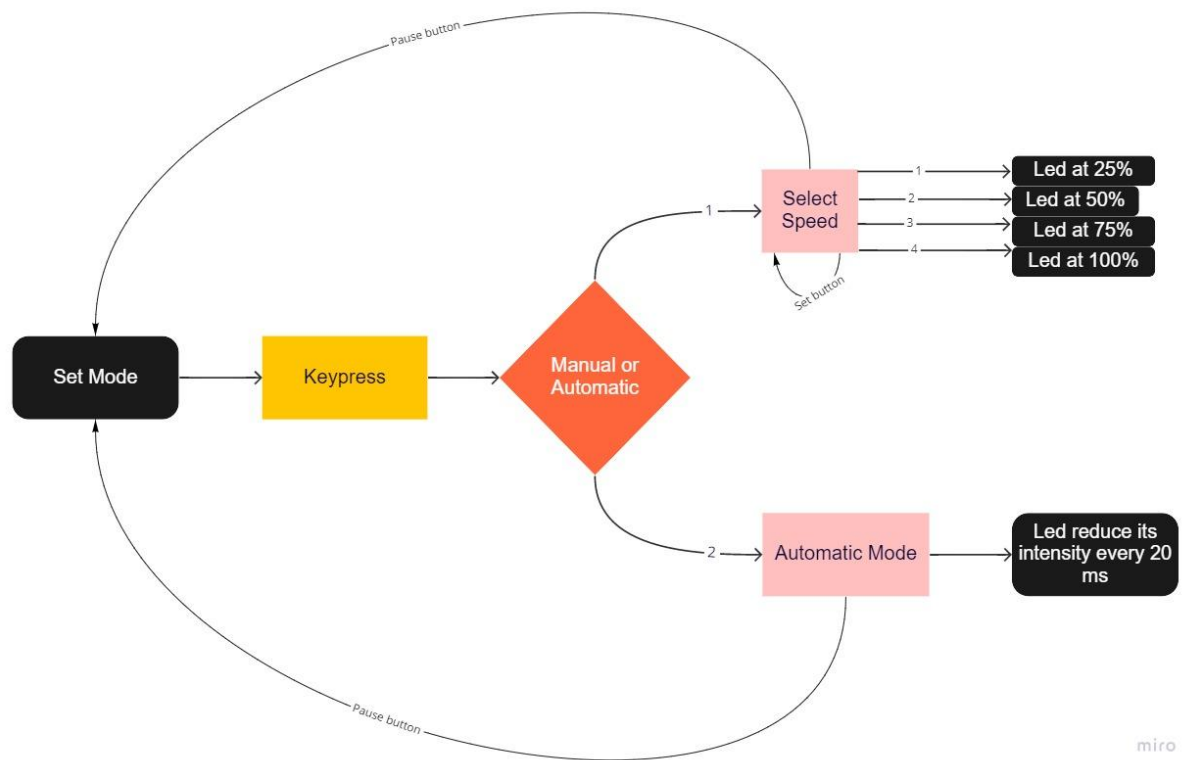 Pause button
1
Select
Speed
1
Led at 25%
2
Led at 50%
3
Led at 75%
4
Led at 100%
Set button
Set Mode
Keypress
Manual or
Automatic
2
Automatic Mode
Led reduce its
intensity every 20
ms
Pause button
miro